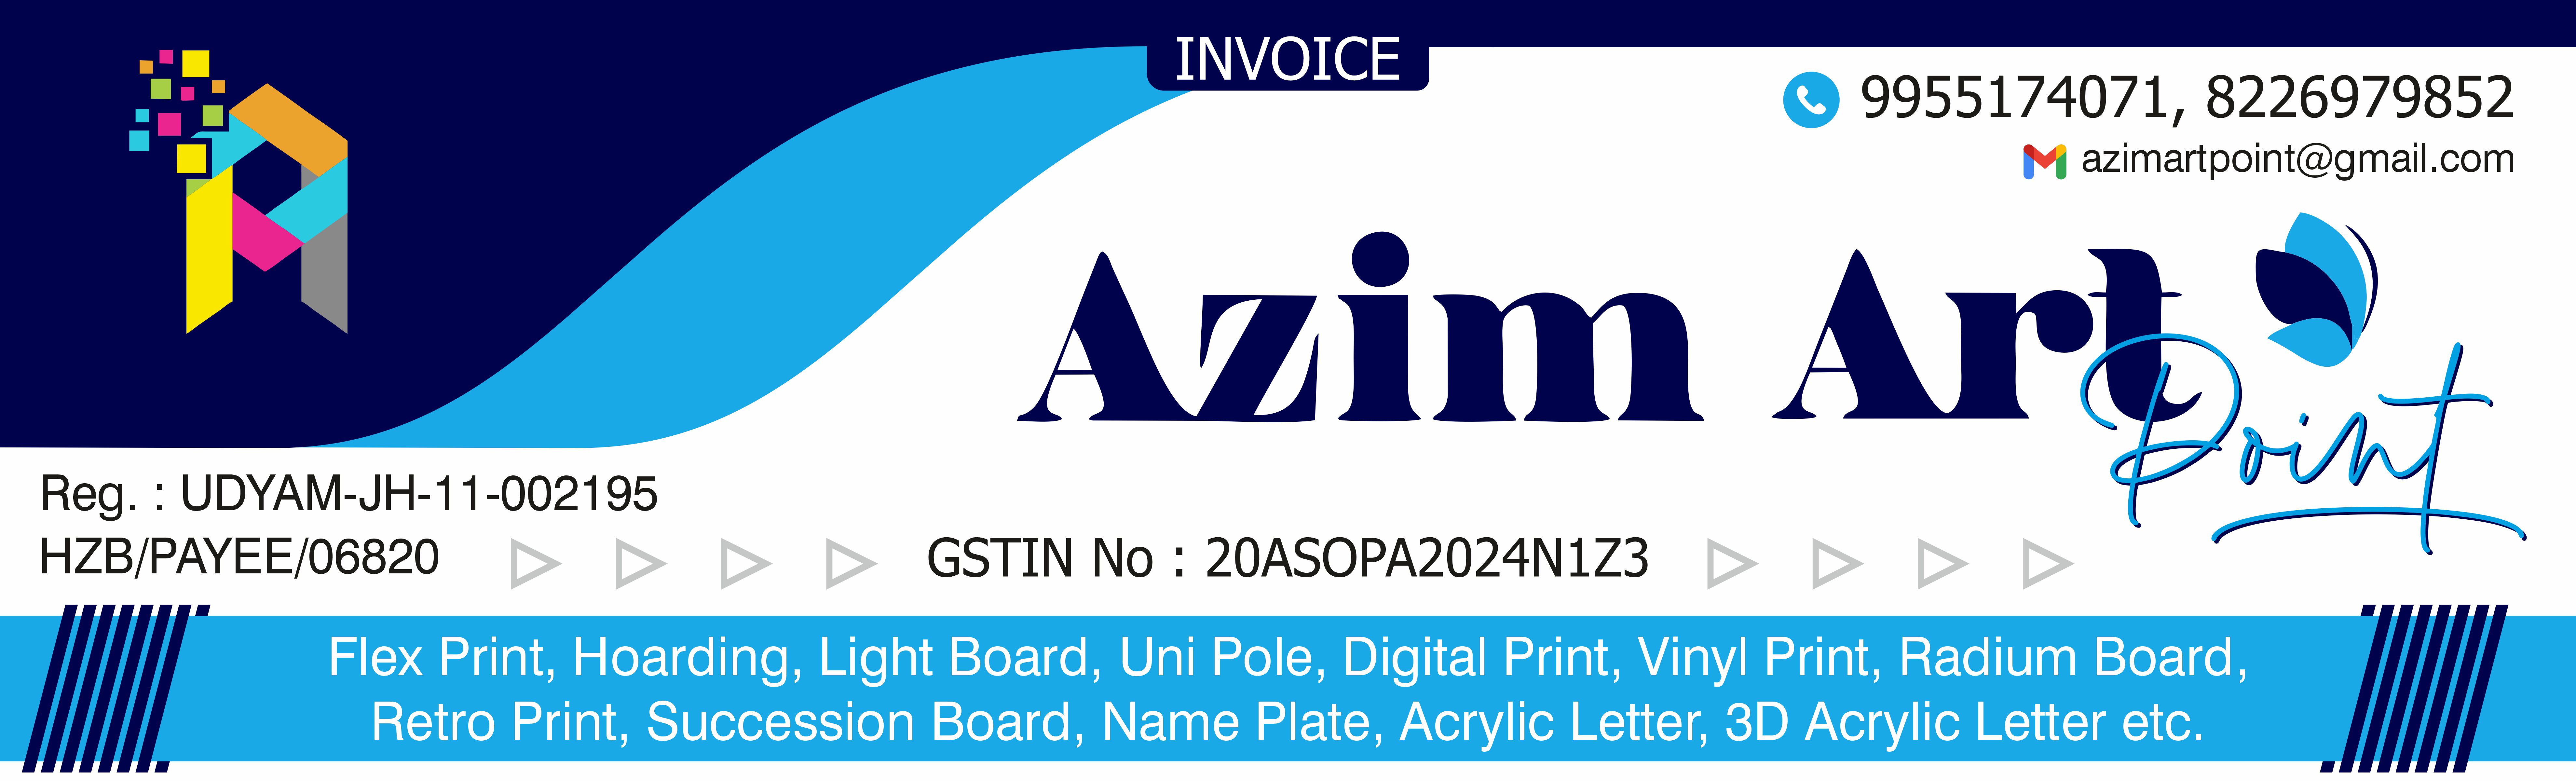 INVOICE
9955174071, 8226979852
azimartpoint@gmail.com
Azim Art
Point
Reg. : UDYAM-JH-11-002195
HZB/PAYEE/06820
GSTIN No : 20ASOPA2024N1Z3
Flex Print, Hoarding, Light Board, Uni Pole, Digital Print, Vinyl Print, Radium Board,
Retro Print, Succession Board, Name Plate, Acrylic Letter, 3D Acrylic Letter etc.